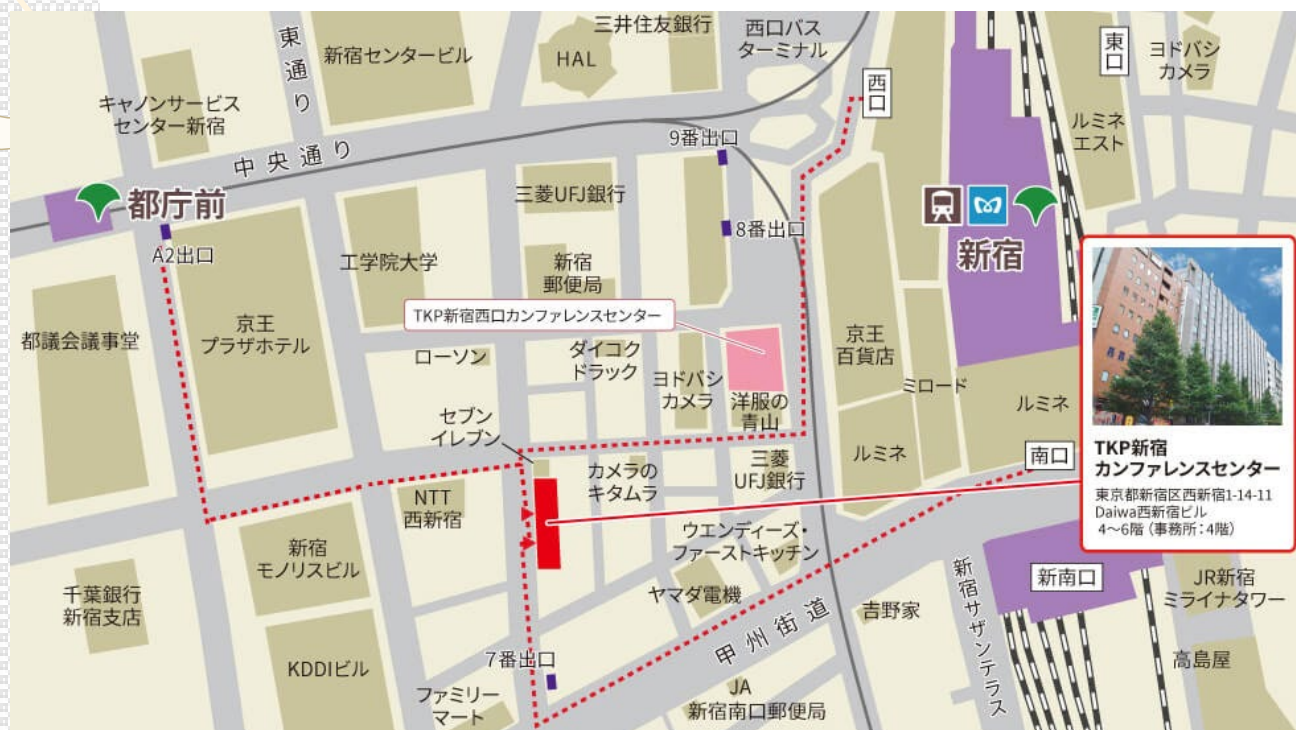 東通り
新宿センタービル
HAL
三井住友銀行
西口バス
ターミナル
西口
東口
ヨドバシ
カメラ
キャノンサービス
センター新宿
中央通り
9番出口
ルミネ
エスト
都庁前
A2出口
三菱UFJ銀行
8番出口
新宿
工学院大学
新宿
郵便局
TKP新宿西口カンファレンスセンター
都議会議事堂
京王
プラザホテル
ローソン
ダイコク
ドラッグ
ヨドバシ
カメラ
洋服の
青山
京王
百貨店
ミロード
ルミネ
セブン
イレブン
カメラの
キタムラ
三菱
UFJ銀行
ルミネ
南口
TKP新宿
カンファレンスセンター
東京都新宿区西新宿1-14-11
Daiwa西新宿ビル
4〜6階(事務所:4階)
NTT
西新宿
ウエンディーズ・
ファーストキッチン
新宿
モノリスビル
千葉銀行
新宿支店
ヤマダ電機
甲州街道
吉野家
新宿サザンテラス
新南口
JR新宿
ミライナタワー
KDDIビル
7番出口
高島屋
ファミリー
マート
JA
新宿南口郵便局